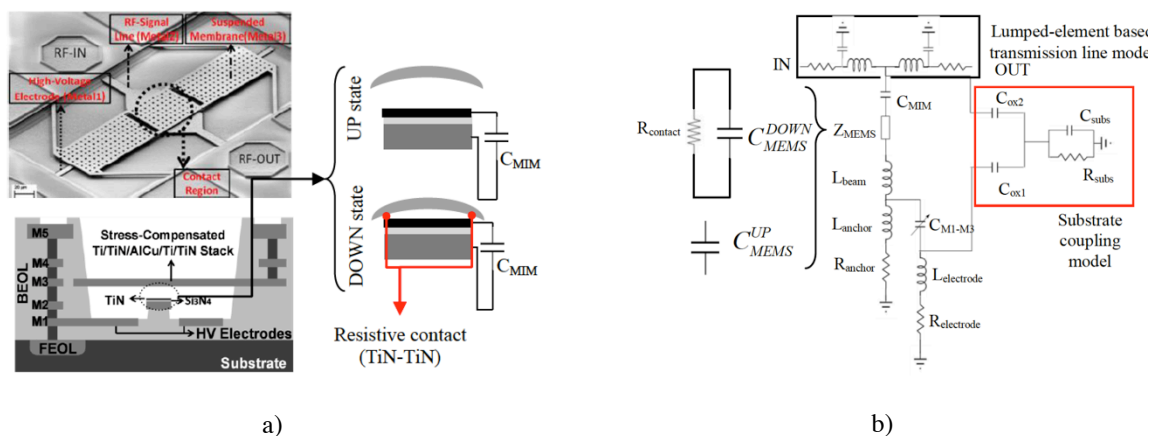 a)
RF-Signal
Line (Metal2)
Suspended
Membrane(Metal3)
RF-IN
High-Voltage
Electrode (Metal1)
RF-OUT
Contact
Region
20 µm
M5
M4
M3
M2
M1
BEOL
FEOL
Stress-Compensated
Ti/TiN/AlCu/Ti/TiN Stack
TiN
Si3N4
HV Electrodes
Substrate
UP state
CMIM
DOWN state
CMIM
Resistive contact
(TiN-TiN)
b)
Lumped-element based
transmission line model
IN
OUT
CMIM
Rcontact
C DOWN MEMS
C UP MEMS
ZMEMS
Lbeam
Lanchor
Ranchor
CM1-M3
Lelectrode
Relectrode
Cox2
Cox1
Csubs
Rsubs
Substrate
coupling
model